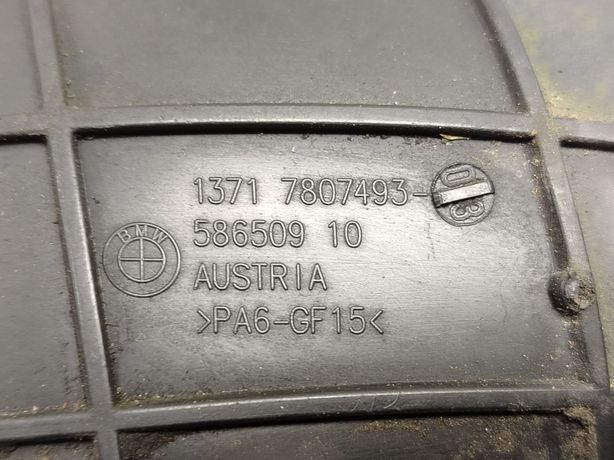 1371 7807493-03
BMW
586509 10
AUSTRIA
>PA6-GF15<